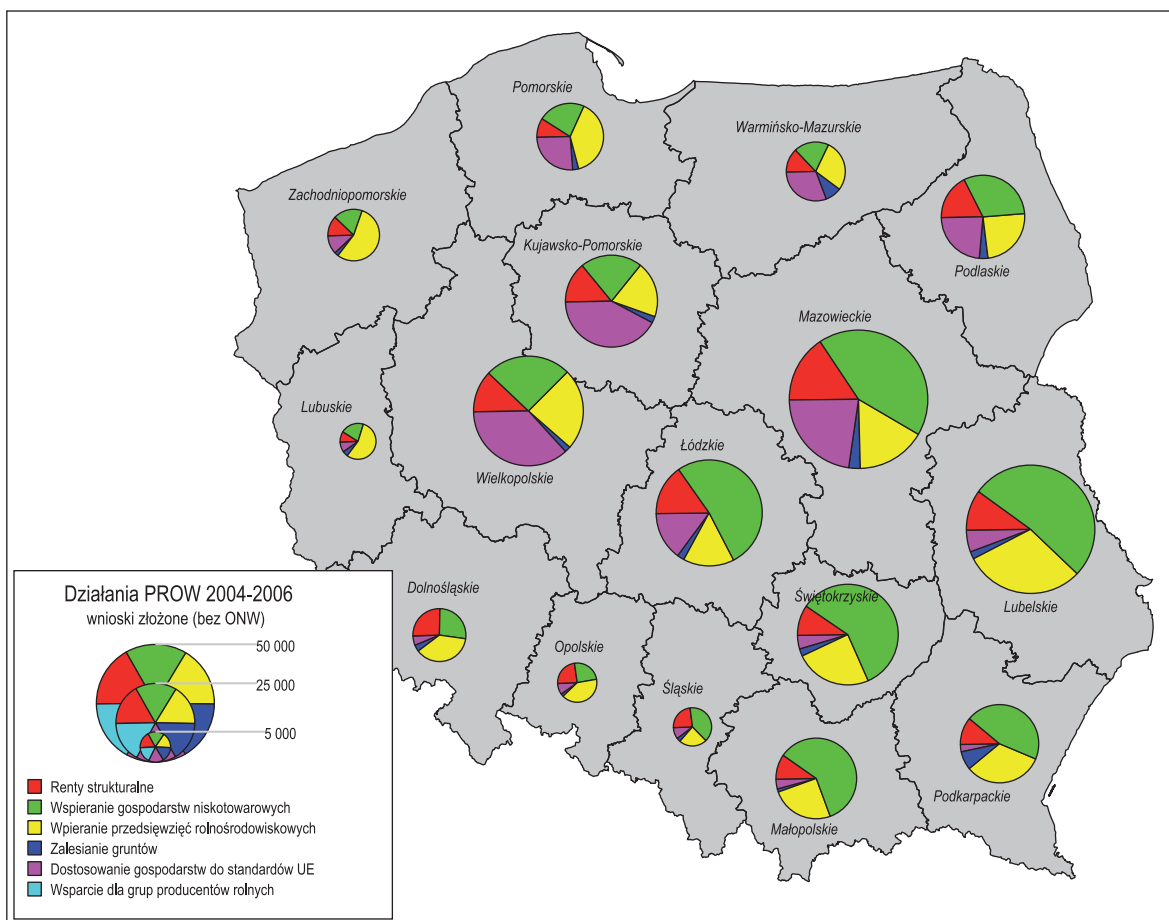 Pomorskie
Warmińsko-Mazurskie
Zachodniopomorskie
Kujawsko-Pomorskie
Podlaskie
Mazowieckie
Lubuskie
Łódzkie
Wielkopolskie
Dolnośląskie
Świętokrzyskie
Lubelskie
Opolskie
Śląskie
Podkarpackie
Małopolskie
Działania PROW 2004-2006
wnioski złożone (bez ONW)
50 000
25 000
5 000
Renty strukturalne
Wspieranie gospodarstw niskotowarowych
Wpieranie przedsięwzięć rolnośrodowiskowych
Zalesianie gruntów
Dostosowanie gospodarstw do standardów UE
Wsparcie dla grup producentów rolnych